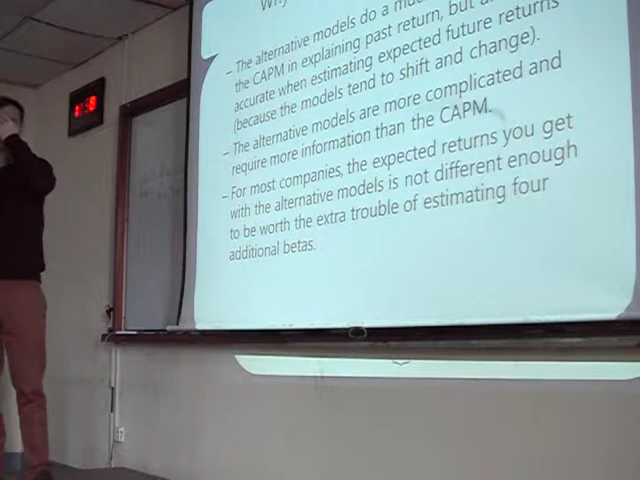 Why
– The alternative models do a
the CAPM in explaining past return, but
accurate when estimating expected future returns
(because the models tend to shift and change).
– The alternative models are more complicated and
require more information than the CAPM.
– For most companies, the expected returns you get
with the alternative models is not different enough
to be worth the extra trouble of estimating four
additional betas.